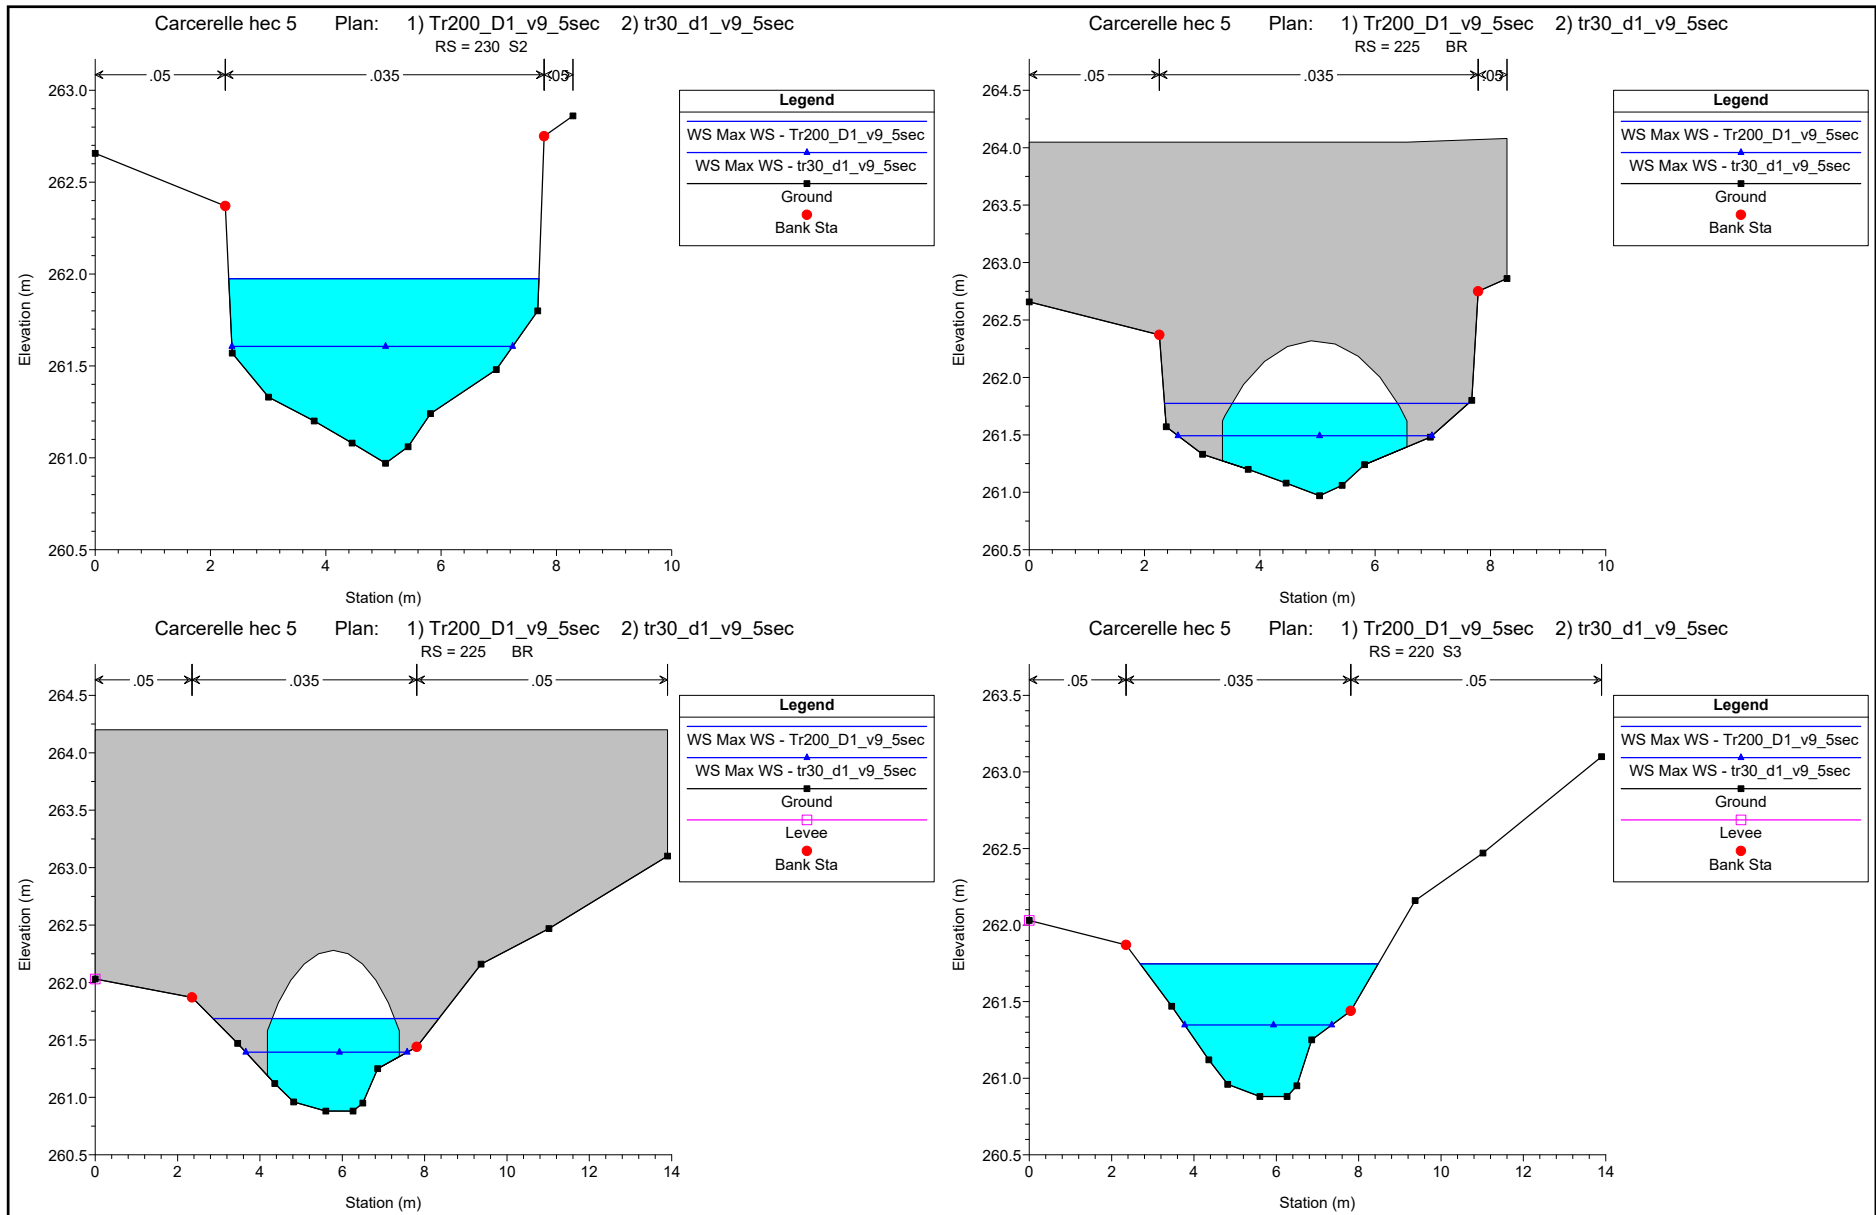 Carcerelle hec 5 Plan: 1) Tr200_D1_v9_5sec 2) tr30_d1_v9_5sec
RS = 230 S2
.05 .035 .05
263.0
262.5
262.0
261.5
261.0
260.5
Elevation (m)
0 2 4 6 8 10
Station (m)
Legend
WS Max WS - Tr200_D1_v9_5sec
WS Max WS - tr30_d1_v9_5sec
Ground
Bank Sta
Carcerelle hec 5 Plan: 1) Tr200_D1_v9_5sec 2) tr30_d1_v9_5sec
RS = 225 BR
.05 .035 .05
264.5
264.0
263.5
263.0
262.5
262.0
261.5
261.0
260.5
Elevation (m)
0 2 4 6 8 10
Station (m)
Legend
WS Max WS - Tr200_D1_v9_5sec
WS Max WS - tr30_d1_v9_5sec
Ground
Bank Sta
Carcerelle hec 5 Plan: 1) Tr200_D1_v9_5sec 2) tr30_d1_v9_5sec
RS = 225 BR
.05 .035 .05
264.5
264.0
263.5
263.0
262.5
262.0
261.5
261.0
260.5
Elevation (m)
0 2 4 6 8 10 12 14
Station (m)
Legend
WS Max WS - Tr200_D1_v9_5sec
WS Max WS - tr30_d1_v9_5sec
Ground
Levee
Bank Sta
Carcerelle hec 5 Plan: 1) Tr200_D1_v9_5sec 2) tr30_d1_v9_5sec
RS = 220 S3
.05 .035 .05
263.5
263.0
262.5
262.0
261.5
261.0
260.5
Elevation (m)
0 2 4 6 8 10 12 14
Station (m)
Legend
WS Max WS - Tr200_D1_v9_5sec
WS Max WS - tr30_d1_v9_5sec
Ground
Levee
Bank Sta